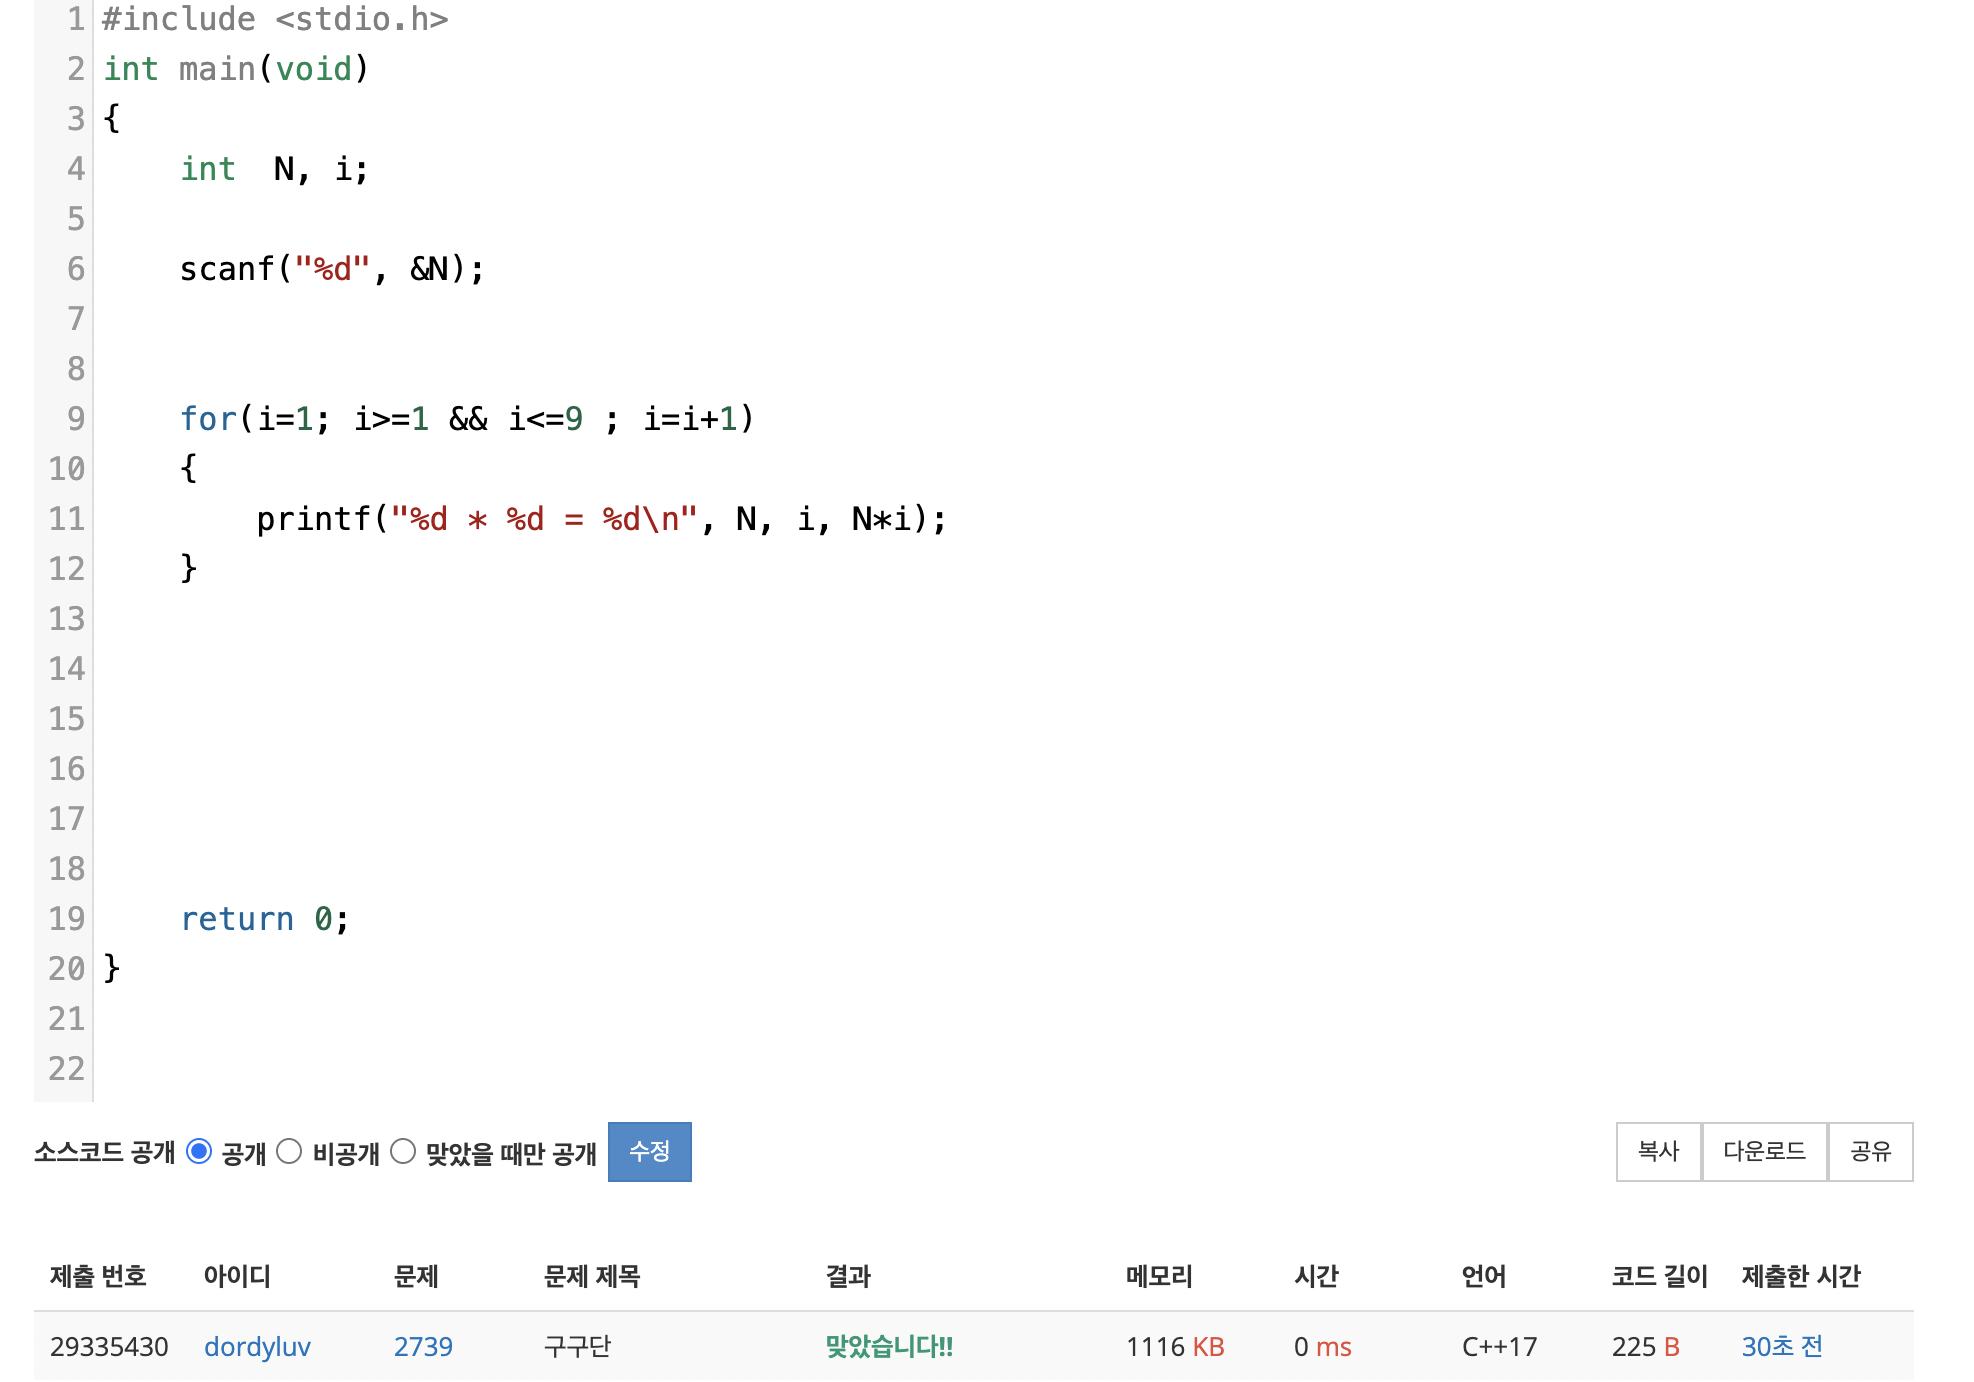 1 #include <stdio.h>
2 int main(void)
3 {
4     int  N, i;
5
6     scanf("%d", &N);
7
8
9     for(i=1; i>=1 && i<=9 ; i=i+1)
10     {
11         printf("%d * %d = %d\n", N, i, N*i);
12     }
13
14
15
16
17
18
19     return 0;
20 }
21
22
소스코드 공개 공개 비공개 맞았을 때만 공개 수정 복사 다운로드 공유
제출 번호 아이디 문제 문제 제목 결과 메모리 시간 언어 코드 길이 제출한 시간
29335430 dordyluv 2739 구구단 맞았습니다!! 1116 KB 0 ms C++17 225 B 30초 전